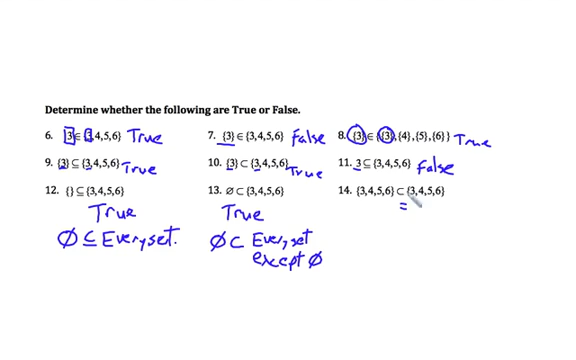 Determine whether the following are True or False.
6. 3 ∈ {3,4,5,6} True 7. {3} ∈ {3,4,5,6} False 8. {3} ∈ {{3},{4},{5},{6}} True
9. {3} ⊆ {3,4,5,6} True 10. {3} ⊂ {3,4,5,6} True 11. 3 ⊆ {3,4,5,6} False
12. {} ⊆ {3,4,5,6} 13. ∅ ⊂ {3,4,5,6} 14. {3,4,5,6} ⊂ {3,4,5,6}
True True =
∅ ⊆ Every set. ∅ ⊂ Every set
except ∅